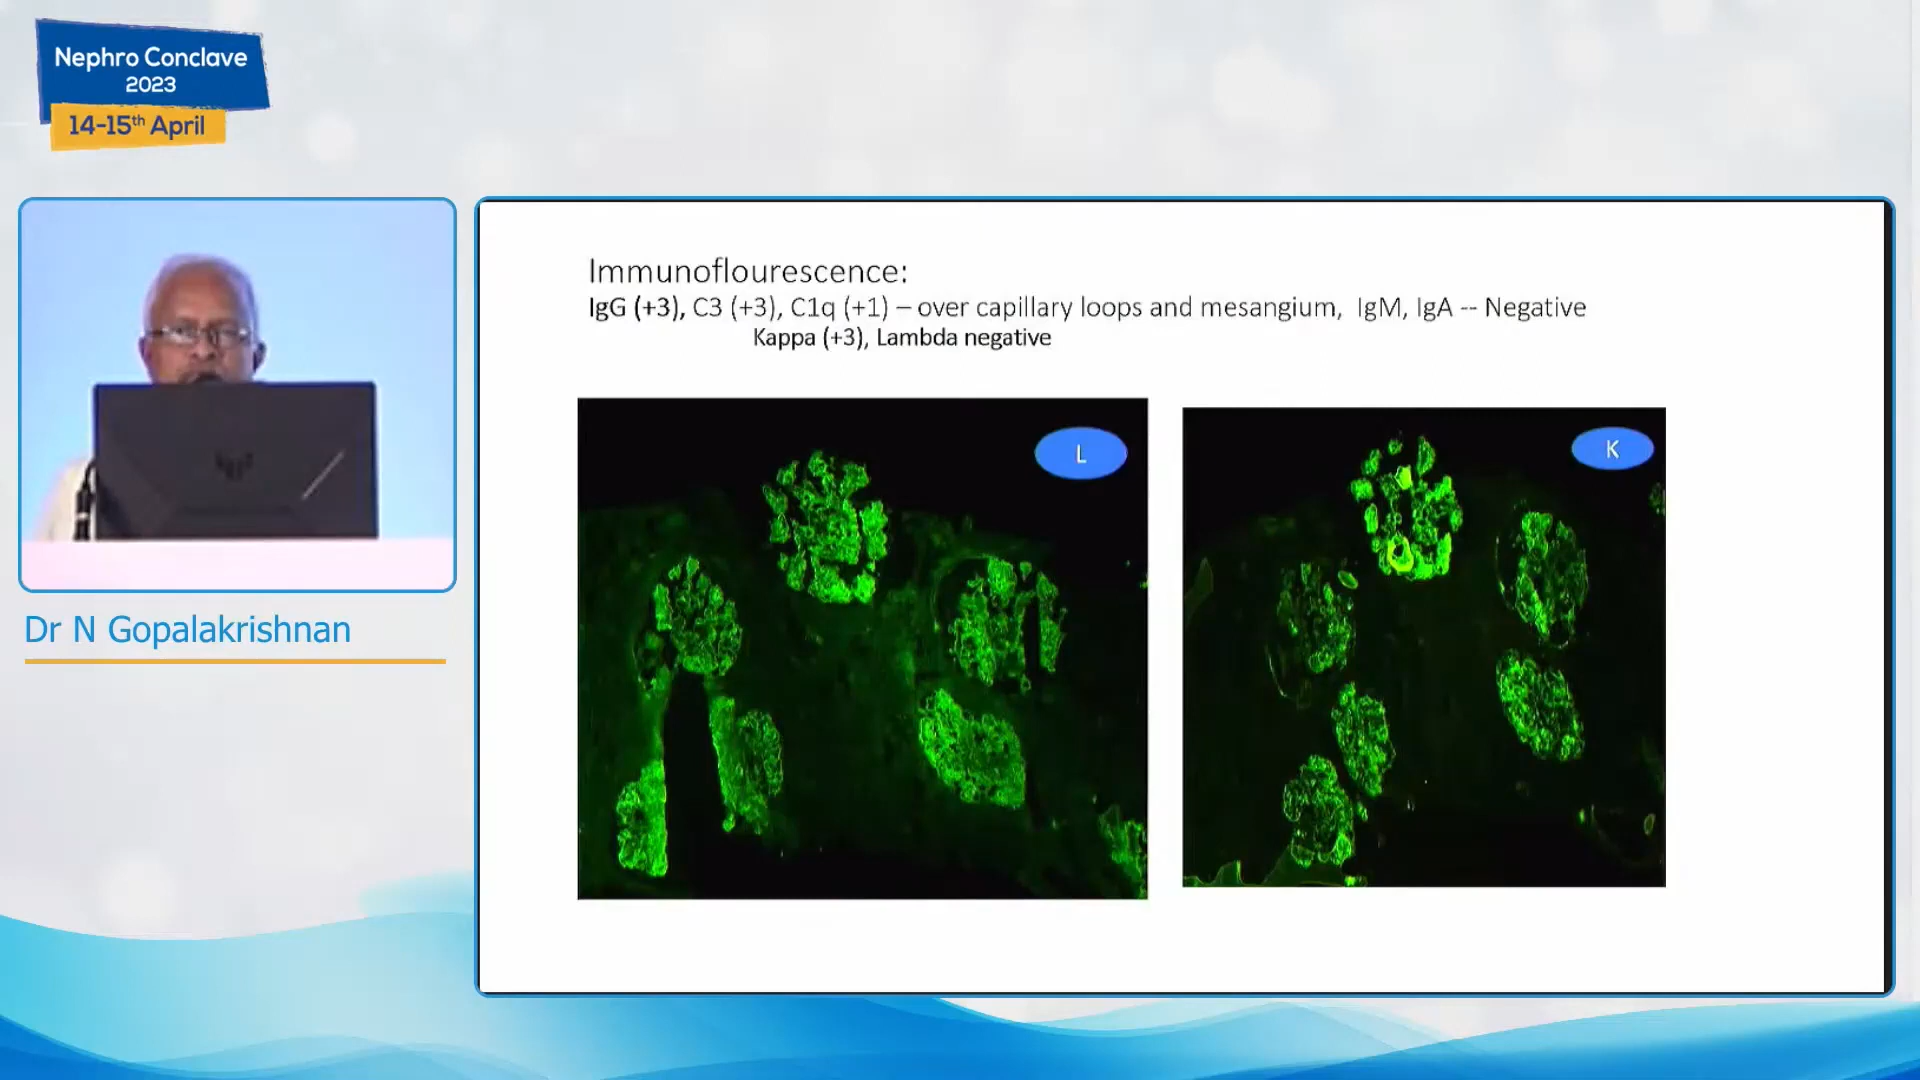 Nephro Conclave
2023
14-15th April
Immunoflourescence:
IgG (+3), C3 (+3), C1q (+1) – over capillary loops and mesangium, IgM, IgA -- Negative
Kappa (+3), Lambda negative
L
K
Dr N Gopalakrishnan